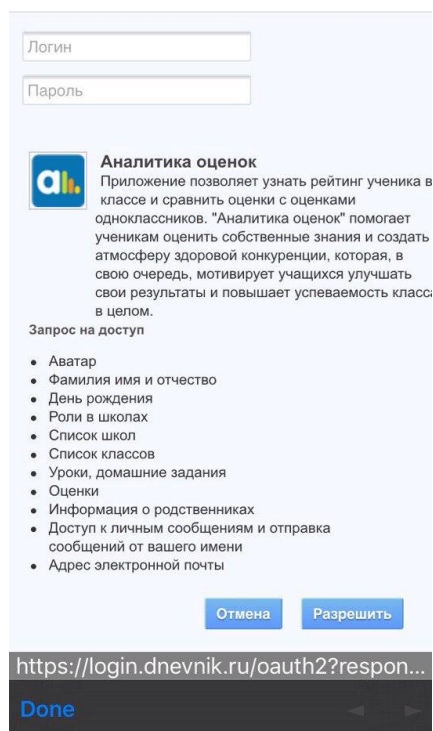 Логин
Пароль
Аналитика оценок
Приложение позволяет узнать рейтинг ученика в
классе и сравнить оценки с оценками
одноклассников. "Аналитика оценок" помогает
ученикам оценить собственные знания и создать
атмосферу здоровой конкуренции, которая, в
свою очередь, мотивирует учащихся улучшать
свои результаты и повышает успеваемость класса
в целом.
Запрос на доступ
• Аватар
• Фамилия имя и отчество
• День рождения
• Роли в школах
• Список школ
• Список классов
• Уроки, домашние задания
• Оценки
• Информация о родственниках
• Доступ к личным сообщениям и отправка
сообщений от вашего имени
• Адрес электронной почты
Отмена Разрешить
https://login.dnevnik.ru/oauth2?respon...
Done